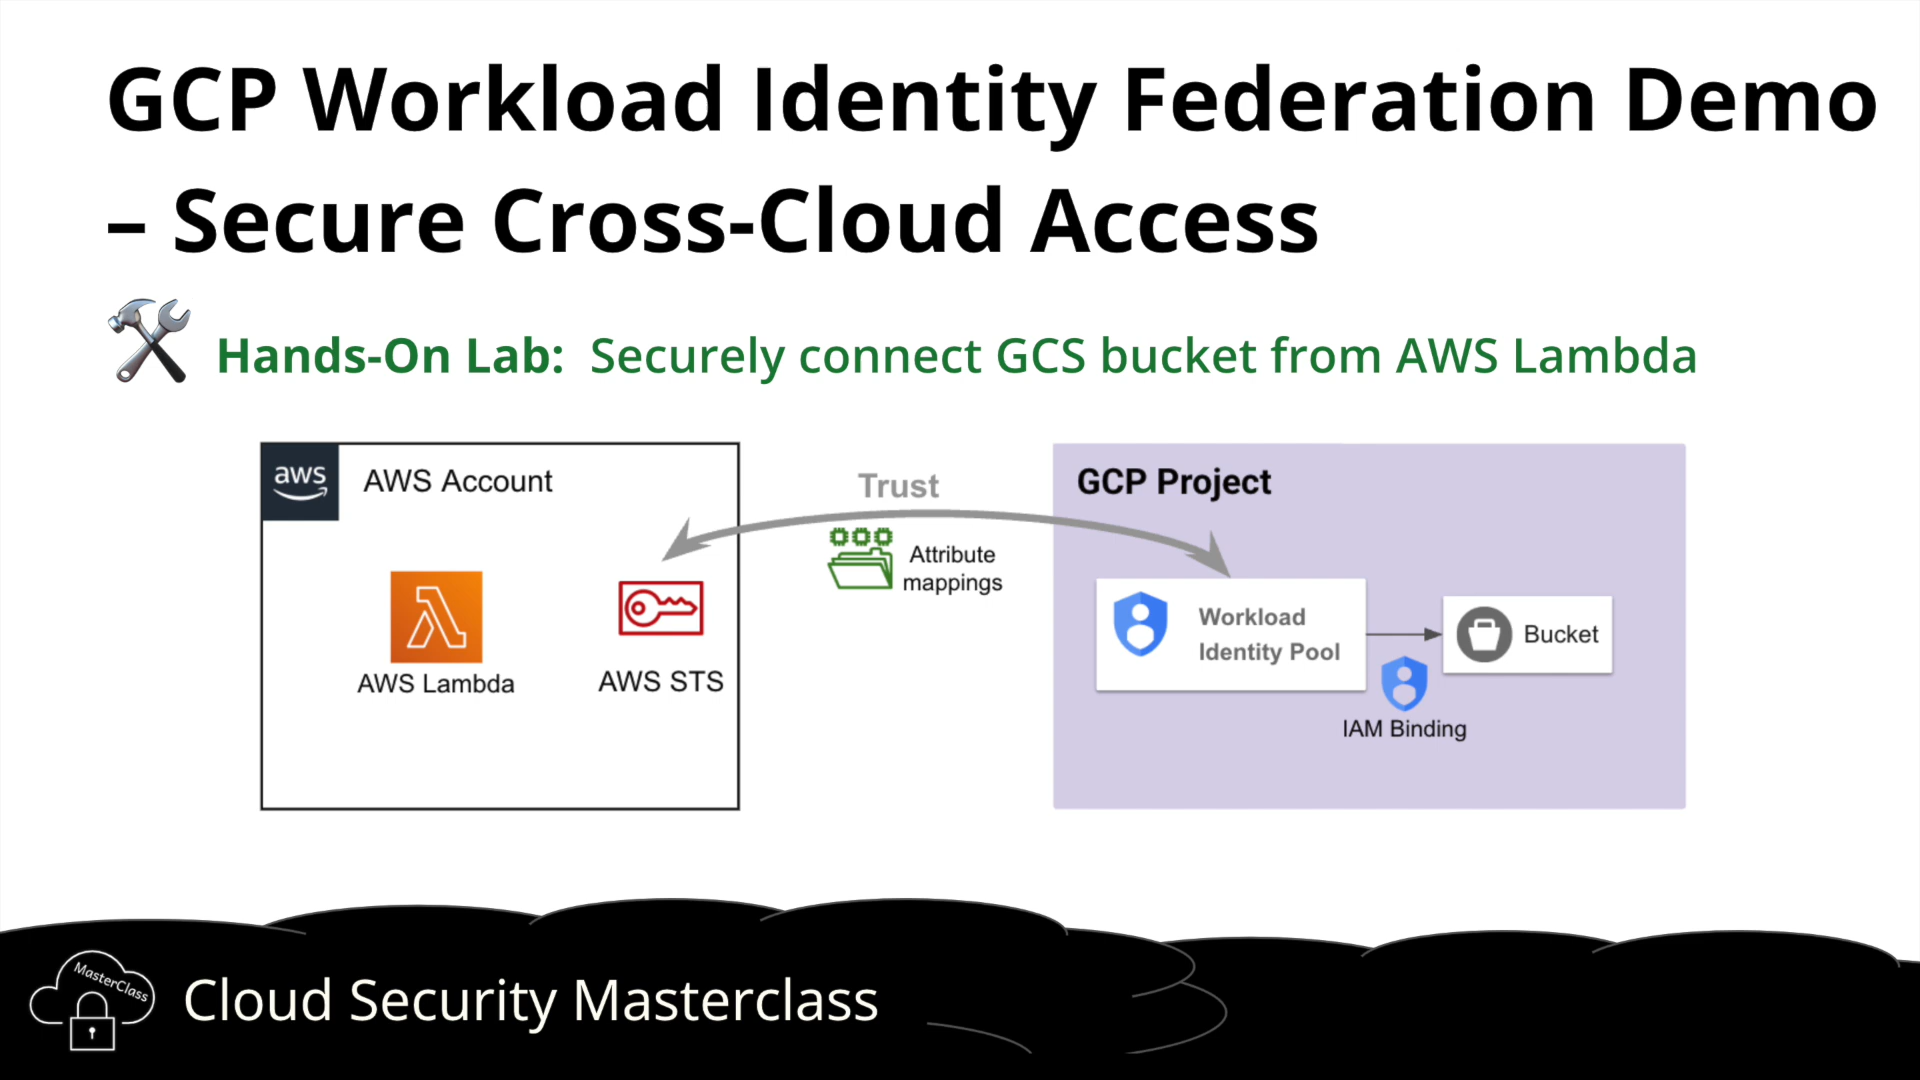 GCP Workload Identity Federation Demo
– Secure Cross-Cloud Access
Hands-On Lab: Securely connect GCS bucket from AWS Lambda
aws
AWS Account
AWS Lambda
AWS STS
Trust
Attribute
mappings
GCP Project
Workload
Identity Pool
Bucket
IAM Binding
MasterClass
Cloud Security Masterclass